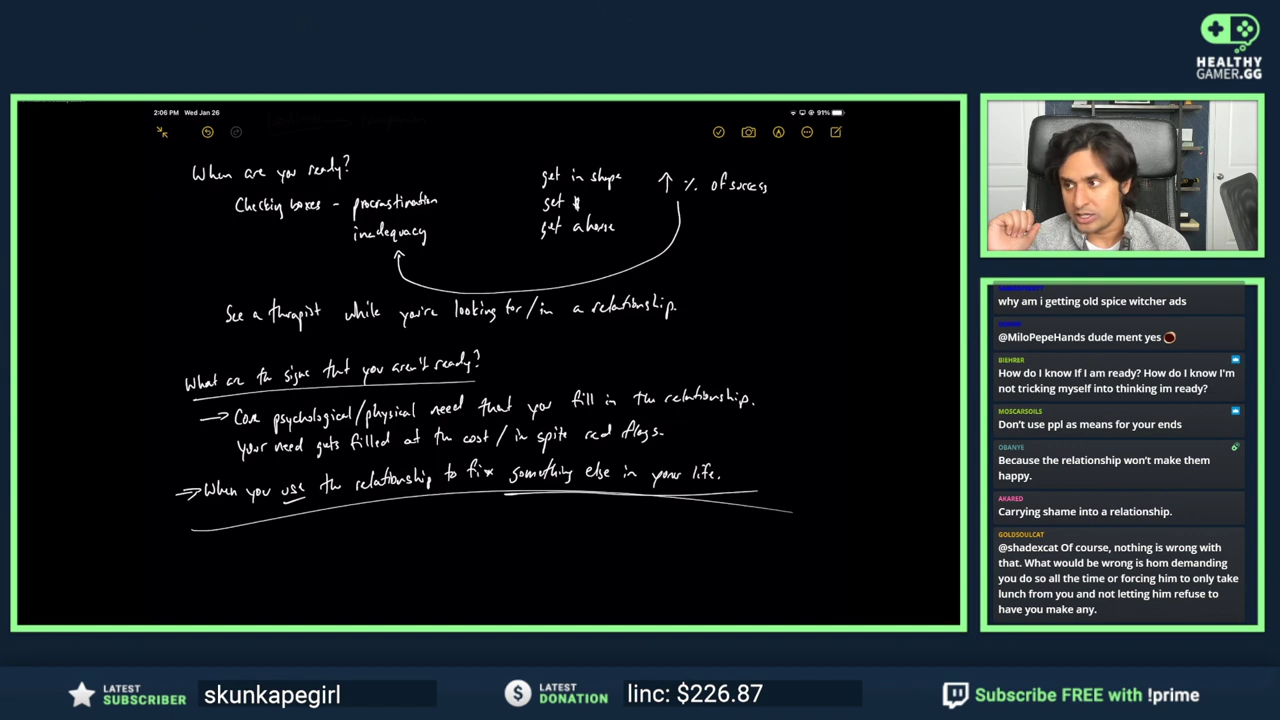 HEALTHY
GAMER.GG
2:06 PM Wed Jan 26
91%
When are you ready?
Checking boxes - procrastination
inadequacy
get in shape
get $
get a horse
↑ % of success
See a therapist while you're looking for/in a relationship.
What are the signs that you aren't ready?
→ Core psychological/physical need that you fill in the relationship.
Your need gets filled at the cost / in spite red flags.
→ When you use the relationship to fix something else in your life.
why am i getting old spice witcher ads
@MiloPepeHands dude ment yes
BIEHRER
How do I know If I am ready? How do I know I'm
not tricking myself into thinking im ready?
MOSCARSOILS
Don't use ppl as means for your ends
OBANYE
Because the relationship won't make them
happy.
AKARED
Carrying shame into a relationship.
GOLDSOULCAT
@shadexcat Of course, nothing is wrong with
that. What would be wrong is hom demanding
you do so all the time or forcing him to only take
lunch from you and not letting him refuse to
have you make any.
LATEST
SUBSCRIBER
skunkapegirl
LATEST
DONATION
linc: $226.87
Subscribe FREE with !prime